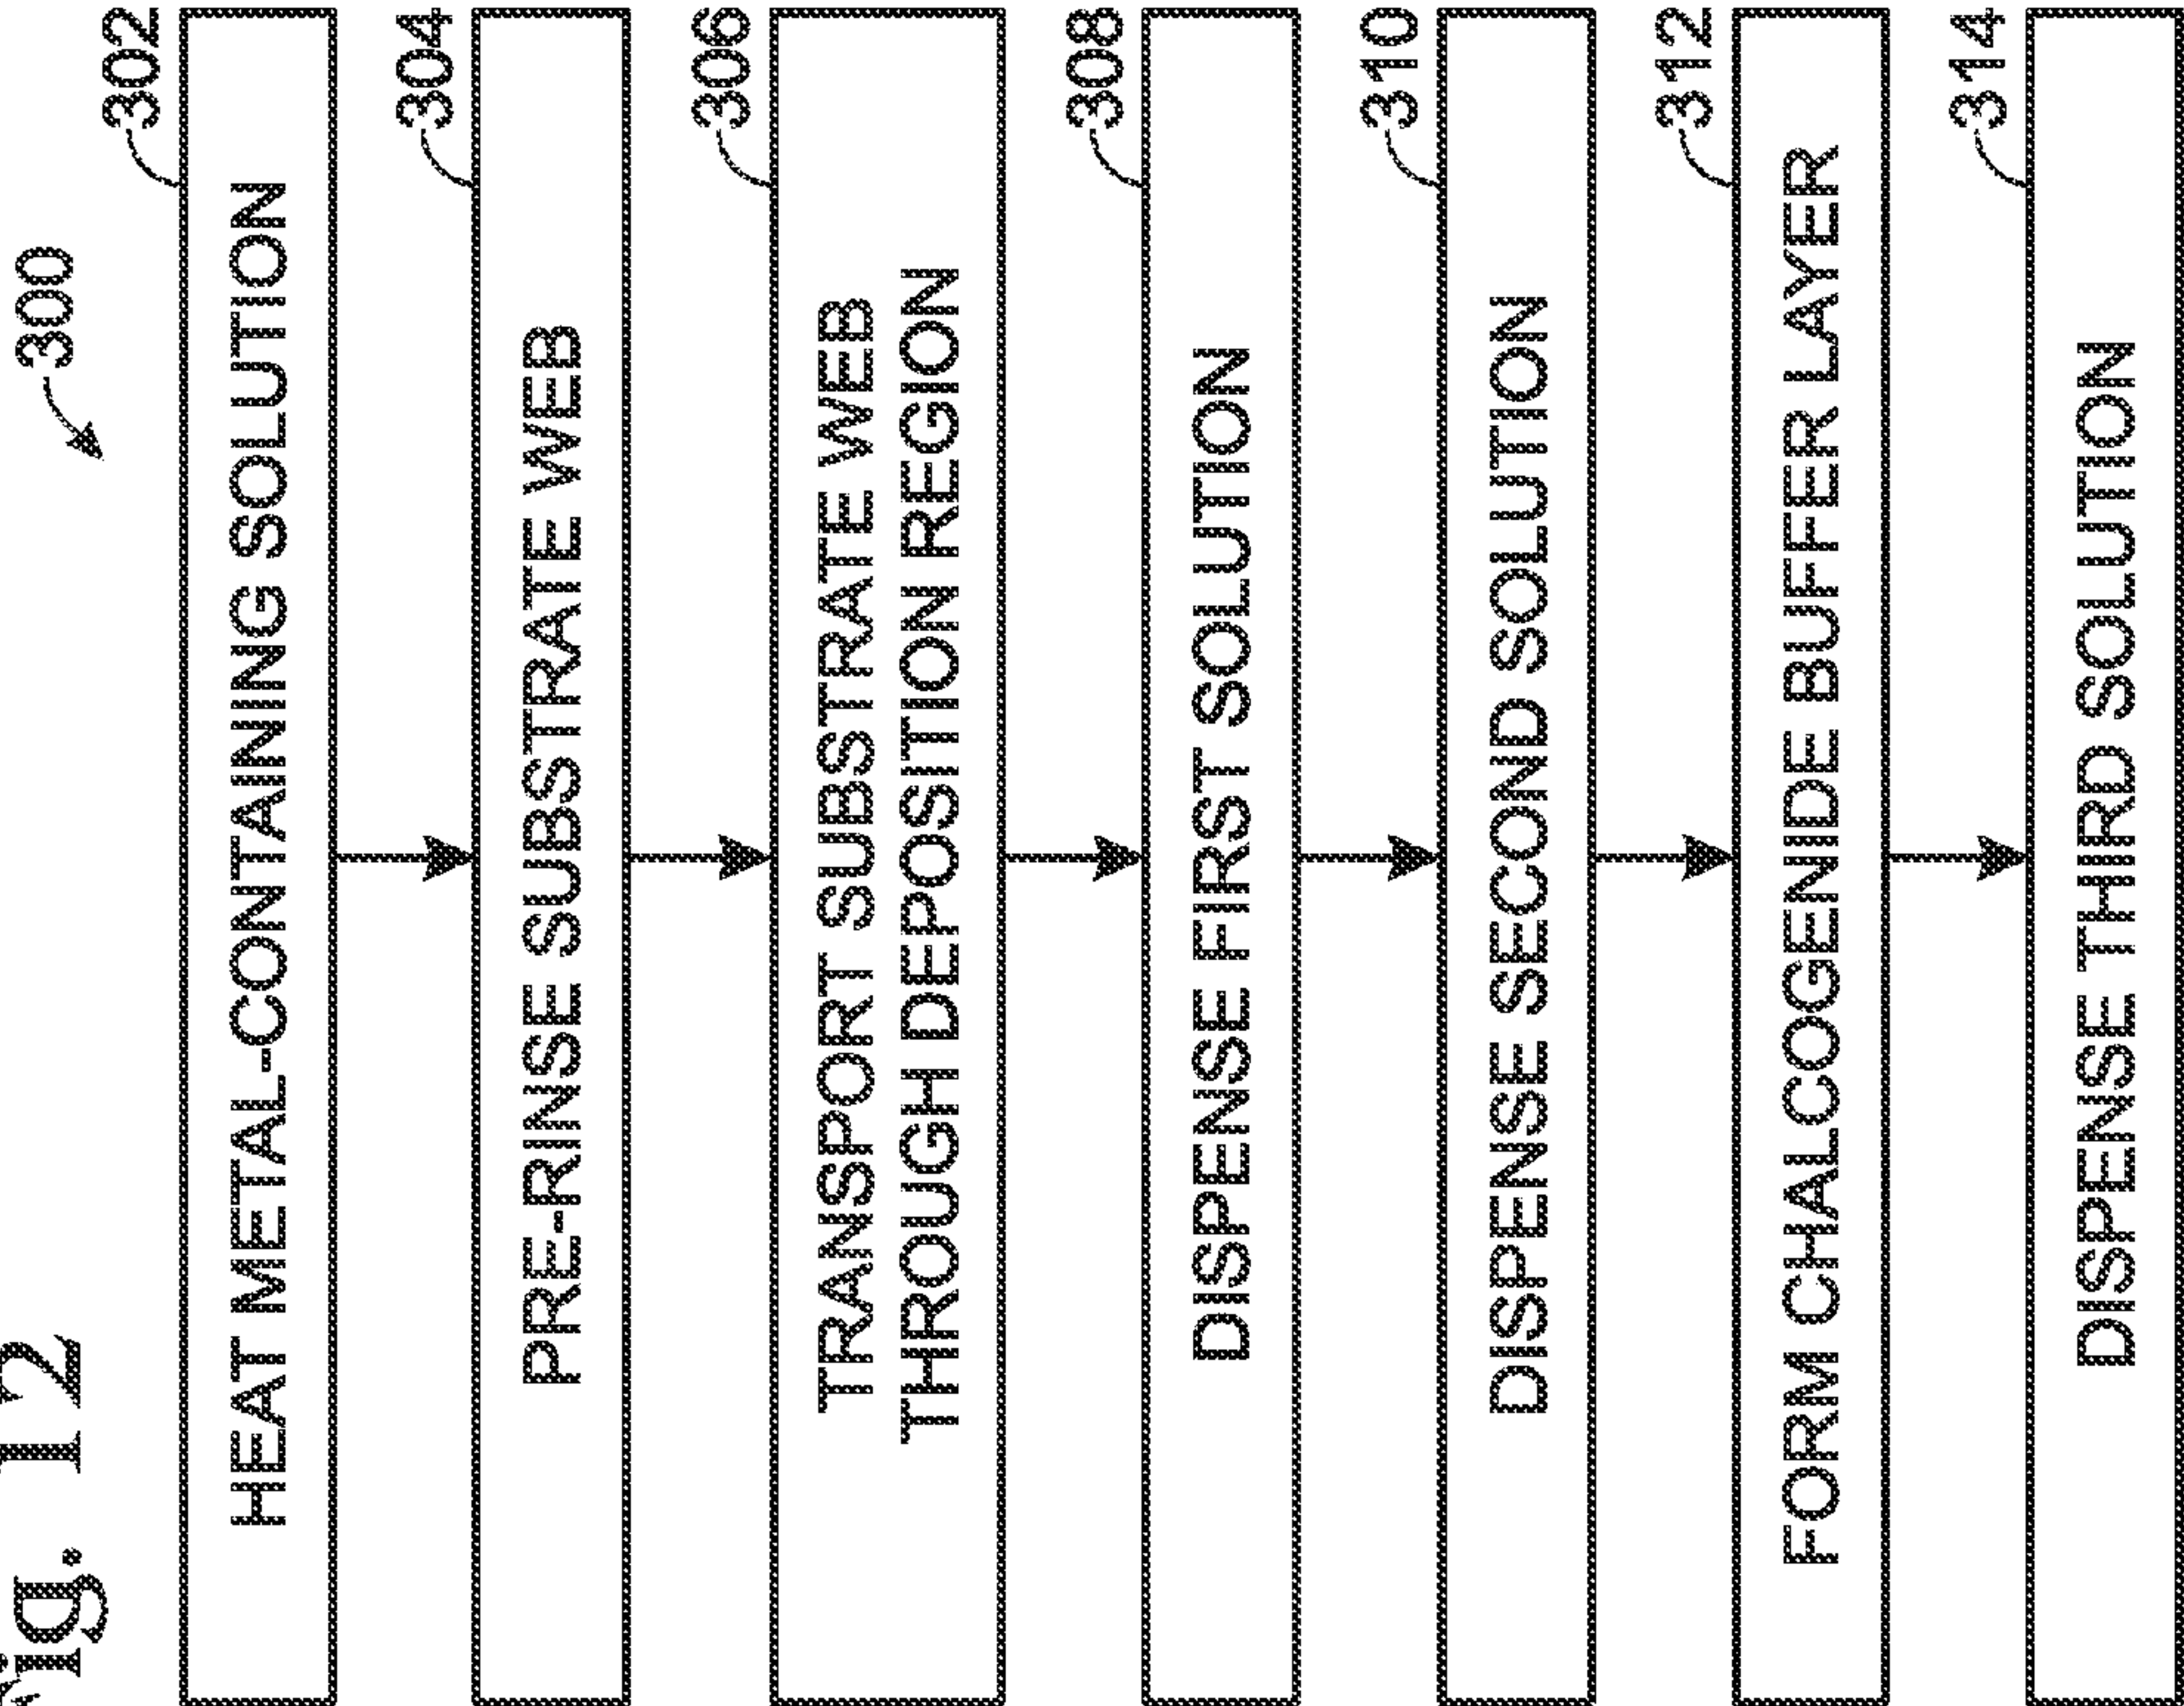 Fig. 12
300
302
HEAT METAL-CONTAINING SOLUTION
304
PRE-RINSE SUBSTRATE WEB
306
TRANSPORT SUBSTRATE WEB
THROUGH DEPOSITION REGION
308
DISPENSE FIRST SOLUTION
310
DISPENSE SECOND SOLUTION
312
FORM CHALCOGENIDE BUFFER LAYER
314
DISPENSE THIRD SOLUTION